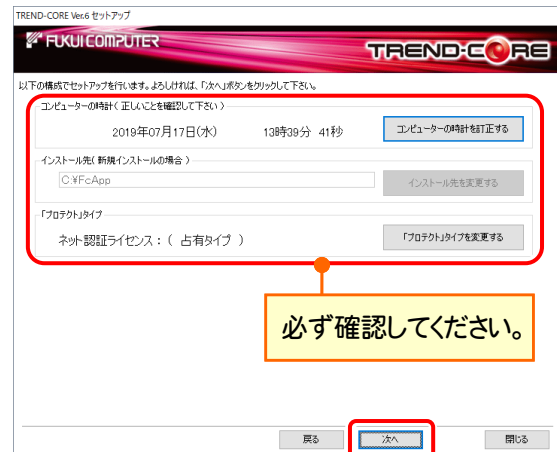 TREND-CORE Ver.6 セットアップ
FUKUI COMPUTER
TREND-CORE
以下の構成でセットアップを行います。よろしければ、「次へ」ボタンをクリックして下さい。
コンピューターの時計( 正しいことを確認して下さい )
2019年07月17日(水) 13時39分 41秒 コンピューターの時計を訂正する
インストール先( 新規インストールの場合 )
C:¥FcApp インストール先を変更する
「プロテクト」タイプ
ネット認証ライセンス：( 占有タイプ ) 「プロテクト」タイプを変更する
必ず確認してください。
戻る 次へ 閉じる